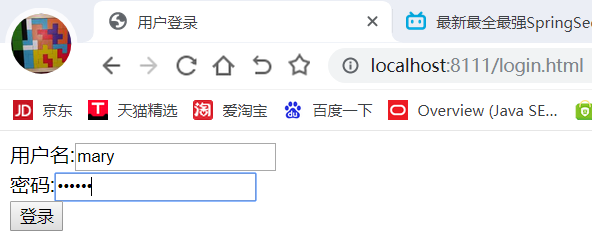 用户登录
最新最全最强SpringSe
localhost:8111/login.html
JD 京东
T 天猫精选
淘 爱淘宝
百度一下
Overview (Java SE...
用户名:mary
密码:••••••
登录